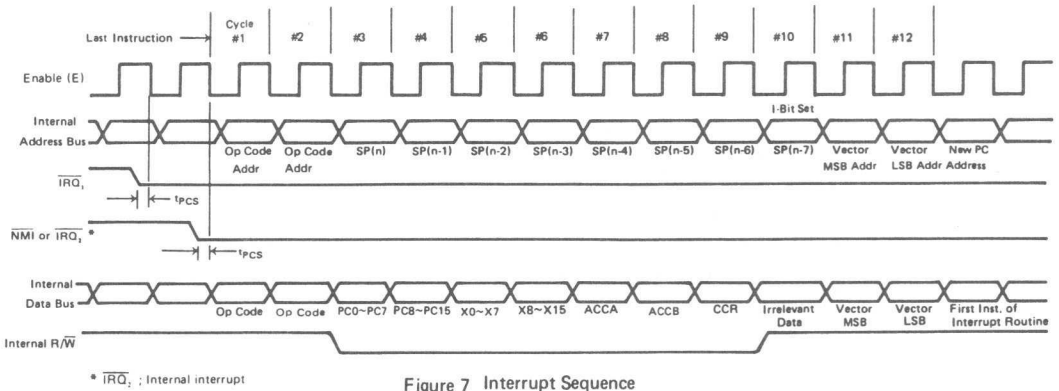 Last Instruction
Cycle
#1 #2 #3 #4 #5 #6 #7 #8 #9 #10 #11 #12
Enable (E)
I-Bit Set
Internal
Address Bus
Op Code Addr
Op Code Addr
SP(n) SP(n-1) SP(n-2) SP(n-3) SP(n-4) SP(n-5) SP(n-6) SP(n-7)
Vector MSB Addr
Vector LSB Addr
New PC Address
IRQ₁
tPCS
NMI or IRQ₂ *
tPCS
Internal
Data Bus
Op Code Op Code PC0~PC7 PC8~PC15 X0~X7 X8~X15 ACCA ACCB CCR
Irrelevant Data
Vector MSB
Vector LSB
First Inst. of Interrupt Routine
Internal R/W
* IRQ₂ ; Internal interrupt
Figure 7 Interrupt Sequence